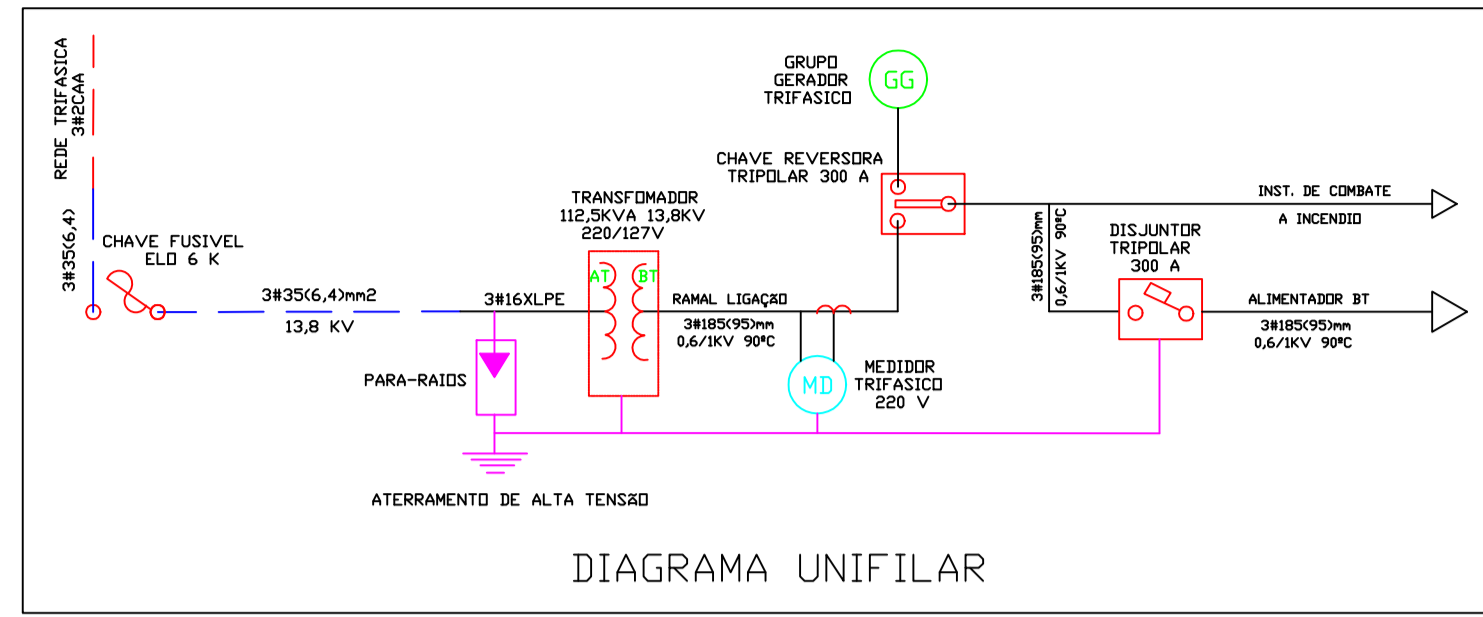 REDE TRIFASICA
3#2CAA
3#35(6,4)
CHAVE FUSIVEL
ELO 6 K
3#35(6,4)mm2
13,8 KV
PARA-RAIOS
ATERRAMENTO DE ALTA TENSÃO
3#16XLPE
TRANSFOMADOR
112,5KVA 13,8KV
220/127V
AT
BT
RAMAL LIGAÇÃO
3#185(95)mm
0,6/1KV 90ºC
MD
MEDIDOR
TRIFASICO
220 V
GRUPO
GERADOR
TRIFASICO
GG
CHAVE REVERSORA
TRIPOLAR 300 A
3#185(95)mm
0,6/1KV 90ºC
INST. DE COMBATE
A INCENDIO
DISJUNTOR
TRIPOLAR
300 A
ALIMENTADOR BT
3#185(95)mm
0,6/1KV 90ºC
DIAGRAMA UNIFILAR